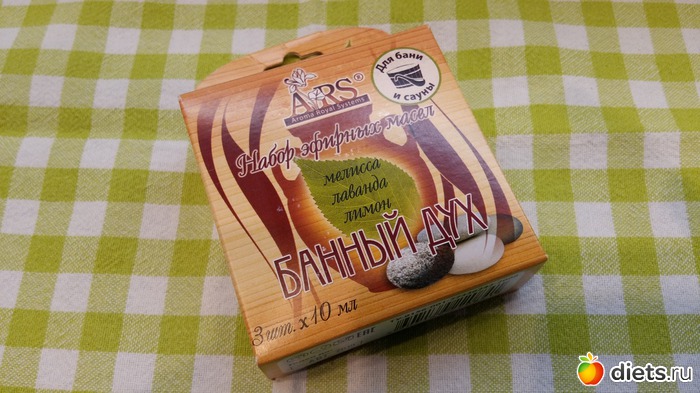 ARS®
Aroma Royal Systems
Для бани
и сауны
Набор эфирных масел
мелисса
лаванда
лимон
БАННЫЙ ДУХ
3 шт. х 10 мл
EAC
diets.ru